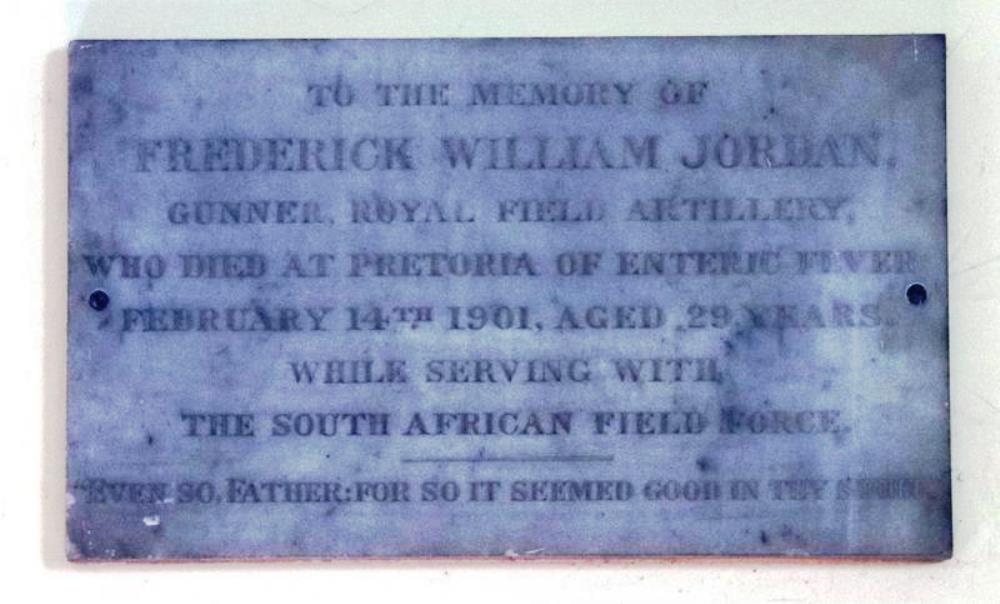 TO THE MEMORY OF
FREDERICK WILLIAM JORDAN,
GUNNER, ROYAL FIELD ARTILLERY,
WHO DIED AT PRETORIA OF ENTERIC FEVER
FEBRUARY 14TH 1901, AGED 29 YEARS,
WHILE SERVING WITH
THE SOUTH AFRICAN FIELD FORCE.
"EVEN SO, FATHER: FOR SO IT SEEMED GOOD IN THY SIGHT."